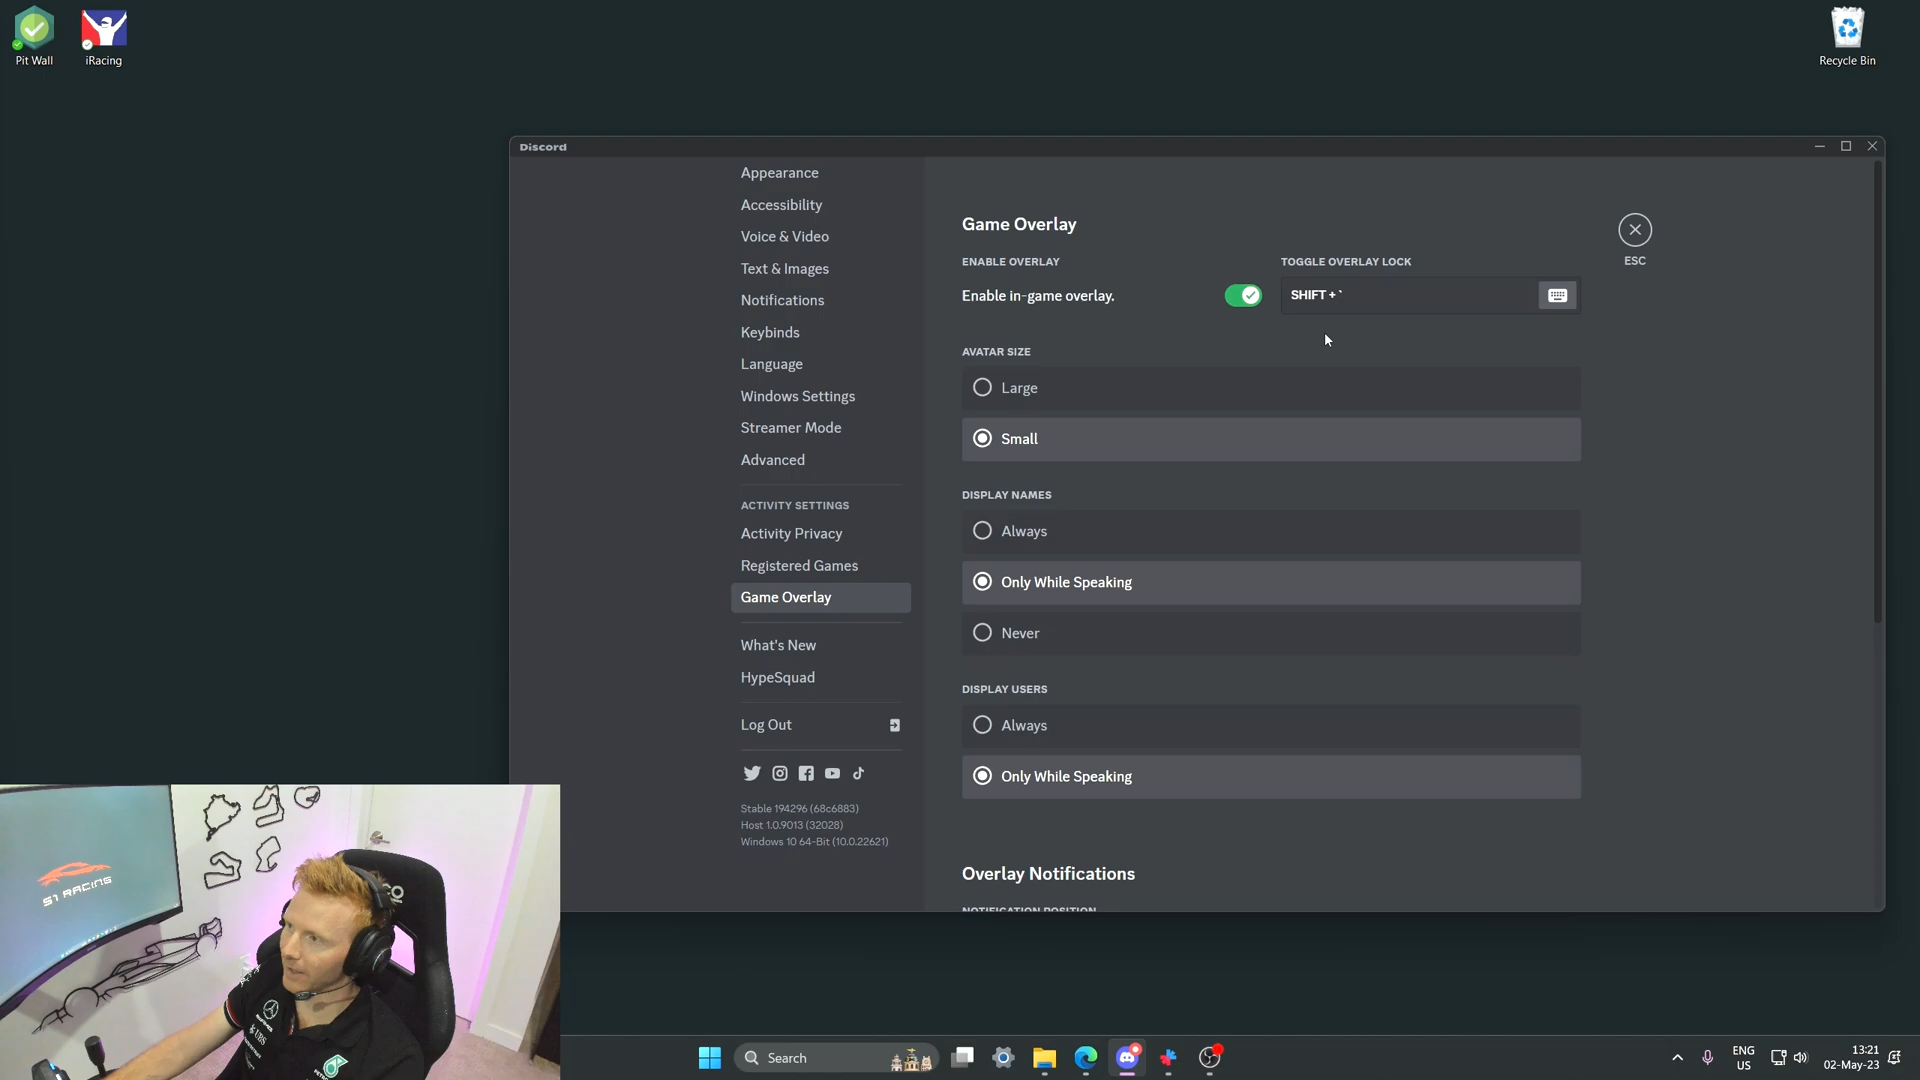 Pit Wall
iRacing
Recycle Bin
Discord
Appearance
Accessibility
Voice & Video
Text & Images
Notifications
Keybinds
Language
Windows Settings
Streamer Mode
Advanced
ACTIVITY SETTINGS
Activity Privacy
Registered Games
Game Overlay
What's New
HypeSquad
Log Out
Stable 194296 (68c6883)
Host 1.0.9013 (32028)
Windows 10 64-Bit (10.0.22621)
Game Overlay
ENABLE OVERLAY
Enable in-game overlay.
TOGGLE OVERLAY LOCK
SHIFT + `
ESC
AVATAR SIZE
Large
Small
DISPLAY NAMES
Always
Only While Speaking
Never
DISPLAY USERS
Always
Only While Speaking
Overlay Notifications
NOTIFICATION POSITION
S1 RACING
UBS
Search
ENG
US
13:21
02-May-23